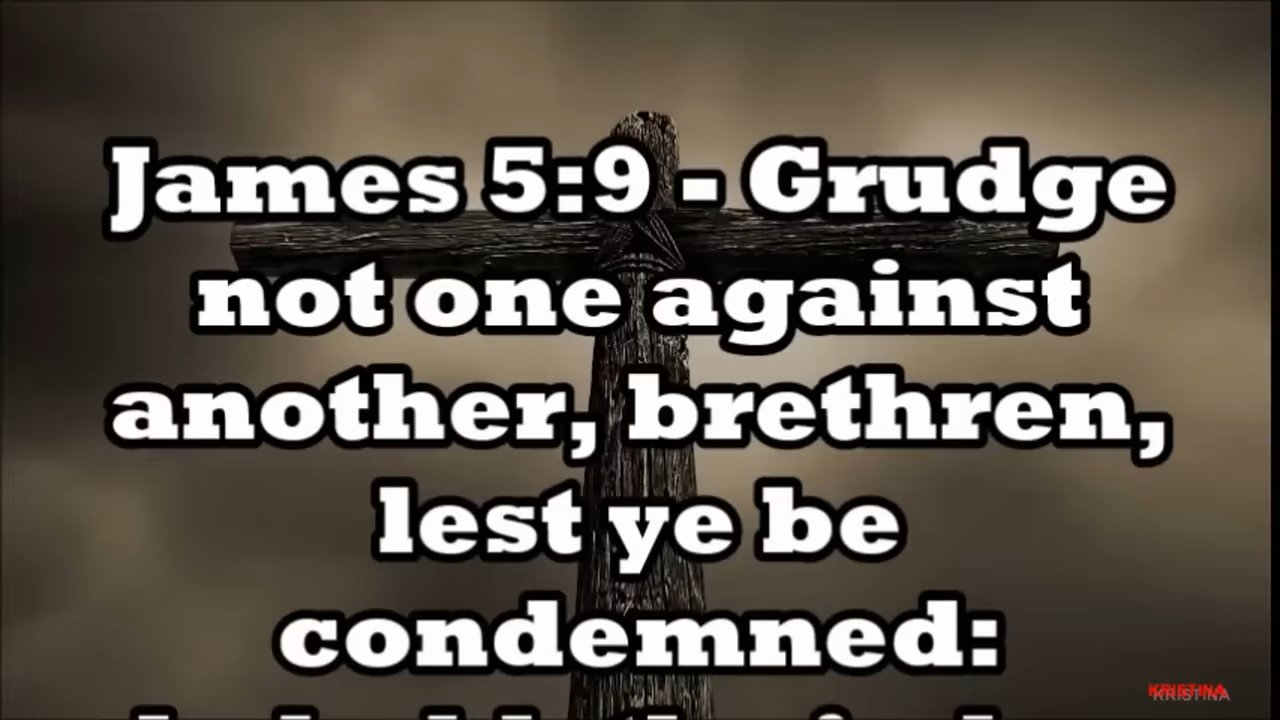 James 5:9 - Grudge
not one against
another, brethren,
lest ye be
condemned:
KRISTINA